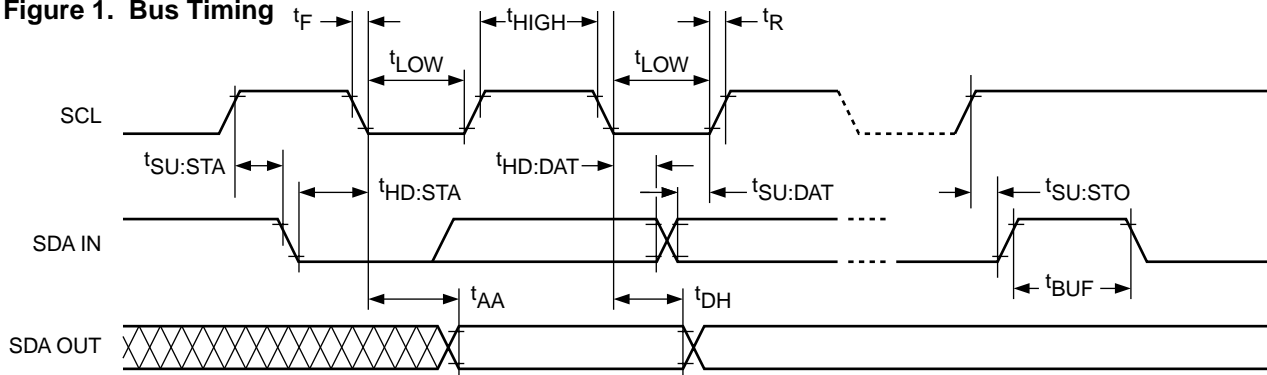 Figure 1. Bus Timing
tF
tHIGH
tR
tLOW
tLOW
SCL
tSU:STA
tHD:STA
tHD:DAT
tSU:DAT
tSU:STO
SDA IN
tBUF
tAA
tDH
SDA OUT